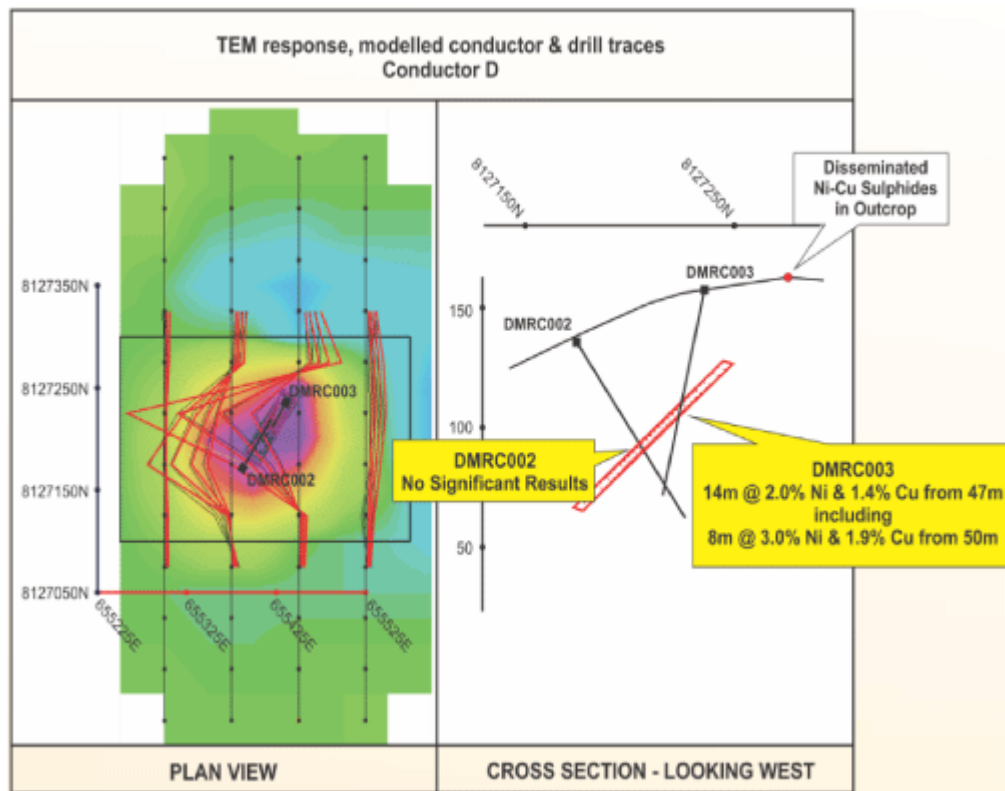 TEM response, modelled conductor & drill traces
Conductor D
8127350N
8127250N
8127150N
8127050N
655225E
655325E
655425E
655525E
DMRC003
DMRC002
PLAN VIEW
8127150N
8127250N
Disseminated
Ni-Cu Sulphides
in Outcrop
DMRC003
DMRC002
150
100
50
DMRC002
No Significant Results
DMRC003
14m @ 2.0% Ni & 1.4% Cu from 47m
including
8m @ 3.0% Ni & 1.9% Cu from 50m
CROSS SECTION - LOOKING WEST